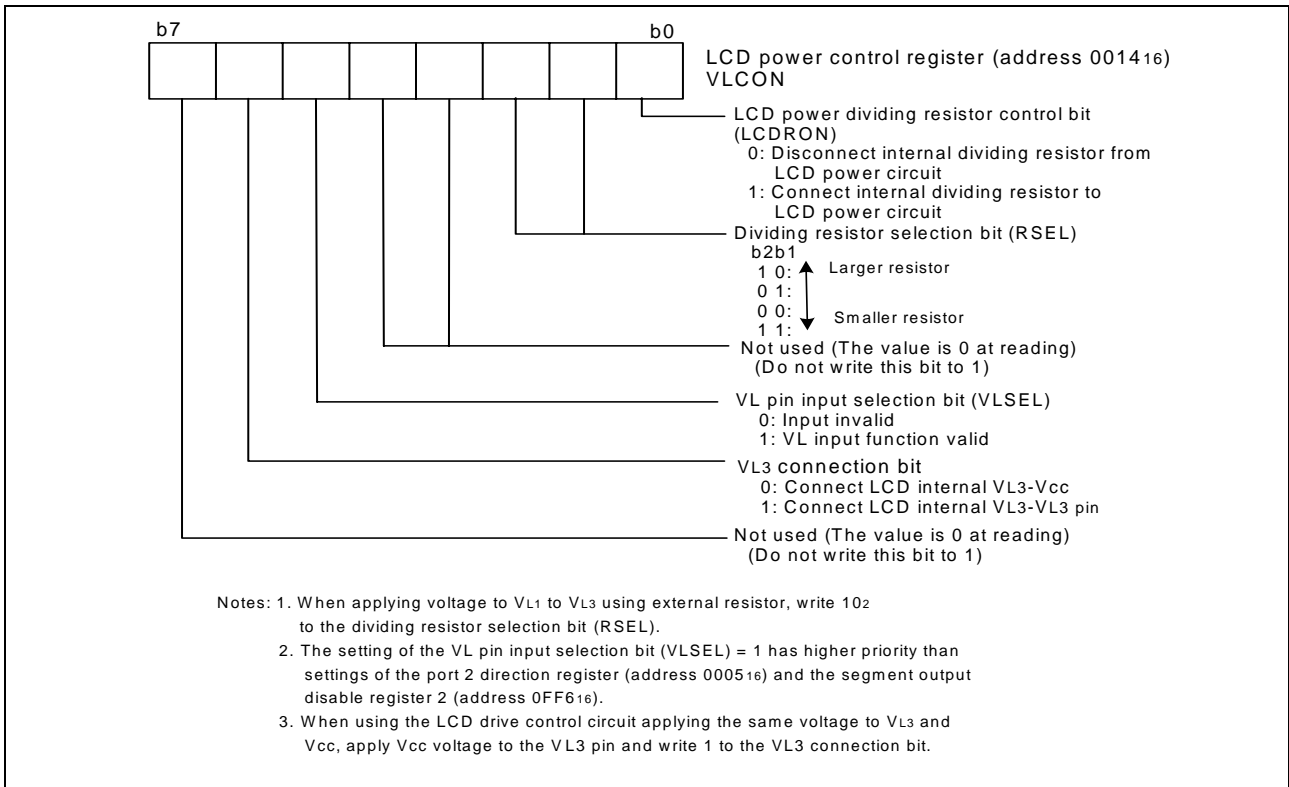 b7 b0
LCD power control register (address 001416)
VLCON
LCD power dividing resistor control bit
(LCDRON)
0: Disconnect internal dividing resistor from
LCD power circuit
1: Connect internal dividing resistor to
LCD power circuit
Dividing resistor selection bit (RSEL)
b2b1
1 0: Larger resistor
0 1:
0 0: Smaller resistor
1 1:
Not used (The value is 0 at reading)
(Do not write this bit to 1)
VL pin input selection bit (VLSEL)
0: Input invalid
1: VL input function valid
VL3 connection bit
0: Connect LCD internal VL3-Vcc
1: Connect LCD internal VL3-VL3 pin
Not used (The value is 0 at reading)
(Do not write this bit to 1)
Notes: 1. When applying voltage to VL1 to VL3 using external resistor, write 102
to the dividing resistor selection bit (RSEL).
2. The setting of the VL pin input selection bit (VLSEL) = 1 has higher priority than
settings of the port 2 direction register (address 000516) and the segment output
disable register 2 (address 0FF616).
3. When using the LCD drive control circuit applying the same voltage to VL3 and
Vcc, apply Vcc voltage to the VL3 pin and write 1 to the VL3 connection bit.